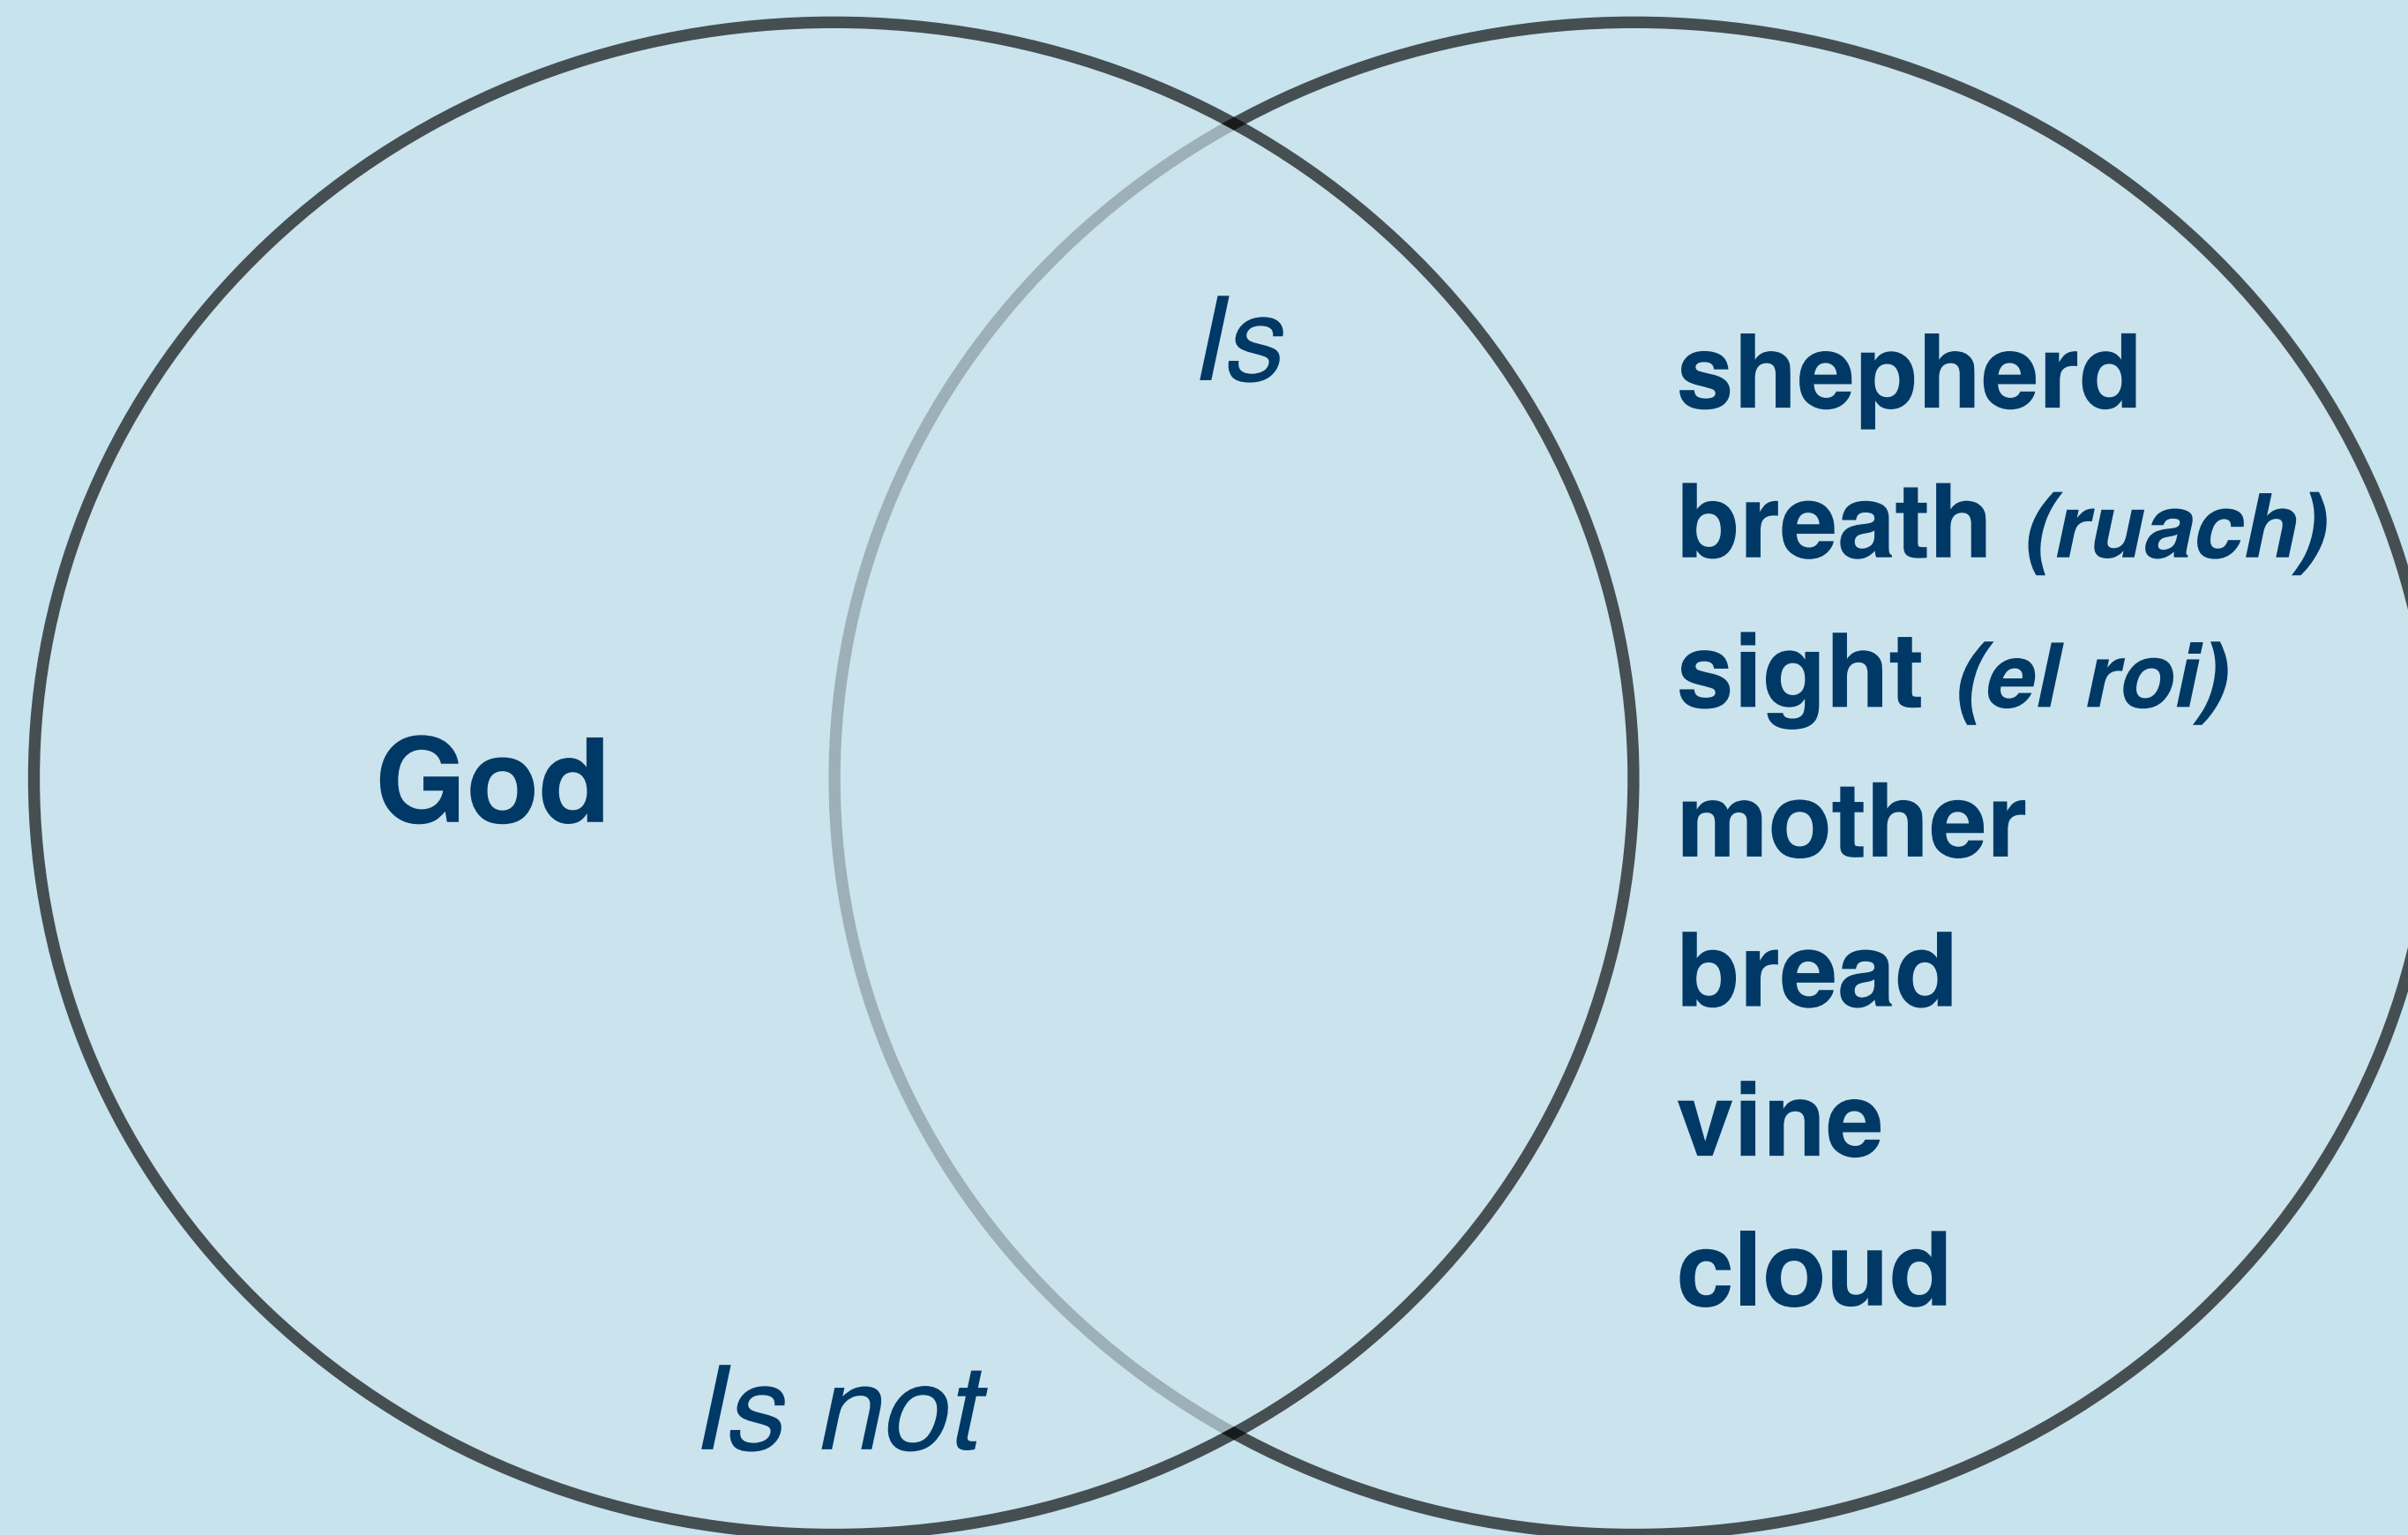 Is
God
Is not
shepherd
breath (ruach)
sight (el roi)
mother
bread
vine
cloud